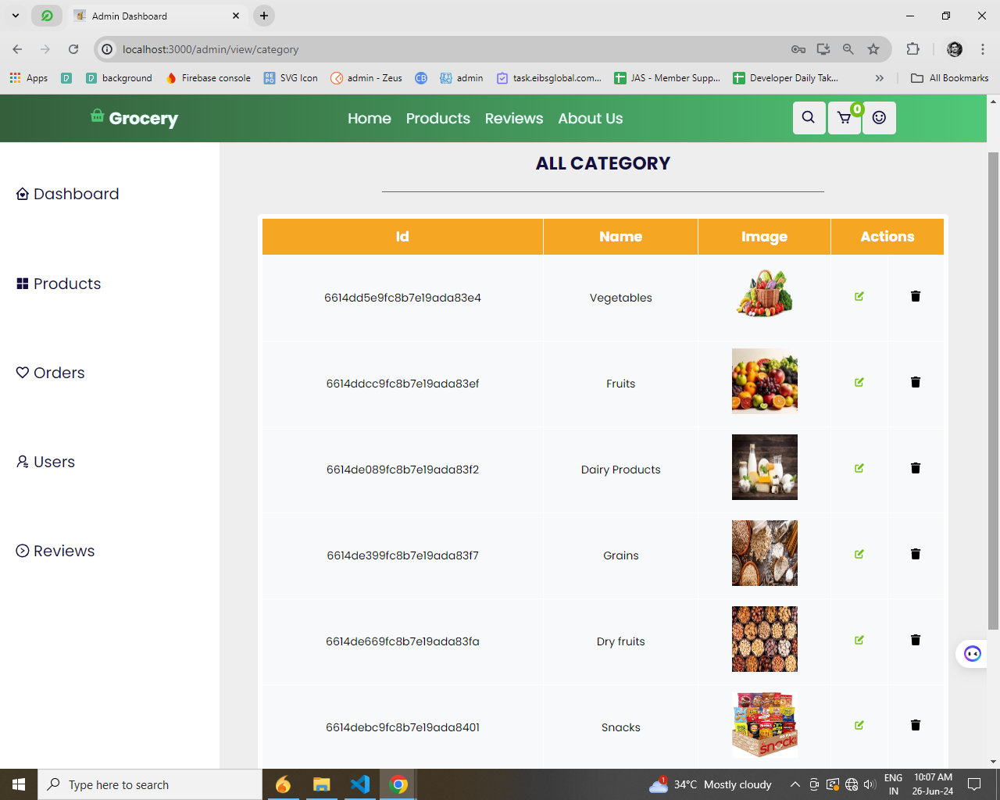 Admin Dashboard
localhost:3000/admin/view/category
Apps
background
Firebase console
REPO
SVG Icon
admin - Zeus
CB
admin
task.eibsglobal.com...
JAS - Member Supp...
Developer Daily Tak...
All Bookmarks
Grocery
Home
Products
Reviews
About Us
0
ALL CATEGORY
Dashboard
Products
Orders
Users
Reviews
Id
Name
Image
Actions
6614dd5e9fc8b7e19ada83e4
Vegetables
6614ddcc9fc8b7e19ada83ef
Fruits
6614de089fc8b7e19ada83f2
Dairy Products
6614de399fc8b7e19ada83f7
Grains
6614de669fc8b7e19ada83fa
Dry fruits
6614debc9fc8b7e19ada8401
Snacks
Type here to search
1
34°C Mostly cloudy
ENG
IN
10:07 AM
26-Jun-24